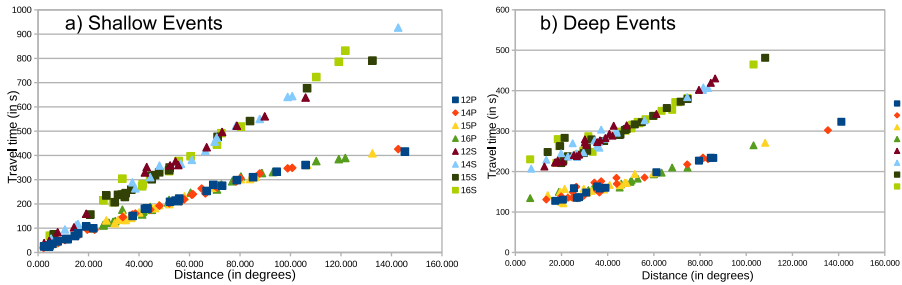 a) Shallow Events
Travel time (in s)
1000
900
800
700
600
500
400
300
200
100
0
0.000 20.000 40.000 60.000 80.000 100.000 120.000 140.000 160.000
Distance (in degrees)
12P
14P
15P
16P
12S
14S
15S
16S
b) Deep Events
Travel time (in s)
600
500
400
300
200
100
0
0.000 20.000 40.000 60.000 80.000 100.000 120.000 140.000 160.000
Distance (in degrees)